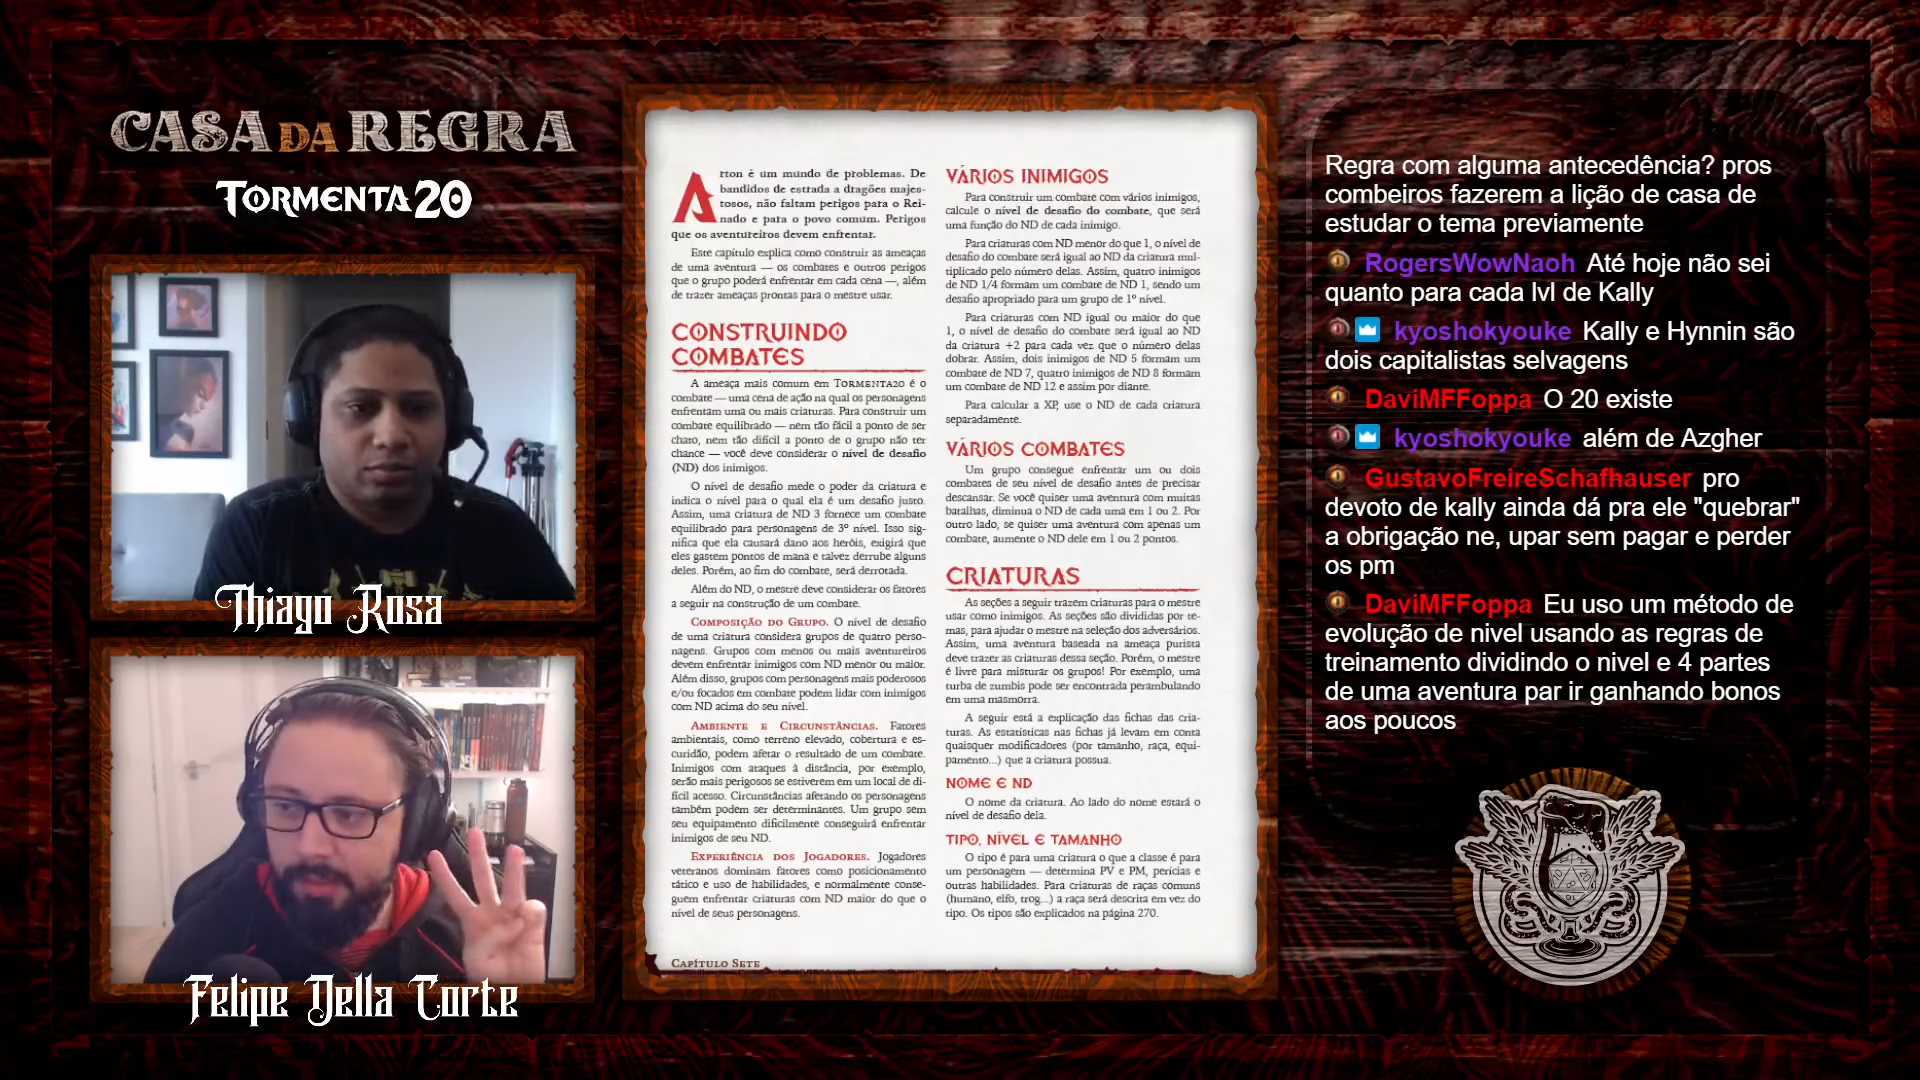 CASA DA REGRA
TORMENTA20
Thiago Rosa
Felipe Della Corte
Arton é um mundo de problemas. De
bandidos de estrada a dragões majes-
tosos, não faltam perigos para o Rei-
nado e para o povo comum. Perigos
que os aventureiros devem enfrentar.
Este capítulo explica como construir as ameaças
de uma aventura — os combates e outros perigos
que o grupo poderá enfrentar em cada cena —, além
de trazer ameaças prontas para o mestre usar.
CONSTRUINDO
COMBATES
A ameaça mais comum em TORMENTA20 é o
combate — uma cena de ação na qual os personagens
enfrentam uma ou mais criaturas. Para construir um
combate equilibrado — nem tão fácil a ponto de ser
chato, nem tão difícil a ponto de o grupo não ter
chance — você deve considerar o nível de desafio
(ND) dos inimigos.
O nível de desafio mede o poder da criatura e
indica o nível para o qual ela é um desafio justo.
Assim, uma criatura de ND 3 fornece um combate
equilibrado para personagens de 3º nível. Isso sig-
nifica que ela causará dano aos heróis, exigirá que
eles gastem pontos de mana e talvez derrube alguns
deles. Porém, ao fim do combate, será derrotada.
Além do ND, o mestre deve considerar os fatores
a seguir na construção de um combate.
COMPOSIÇÃO DO GRUPO. O nível de desafio
de uma criatura considera grupos de quatro perso-
nagens. Grupos com menos ou mais aventureiros
devem enfrentar inimigos com ND menor ou maior.
Além disso, grupos com personagens mais poderosos
e/ou focados em combate podem lidar com inimigos
com ND acima do seu nível.
AMBIENTE E CIRCUNSTÂNCIAS. Fatores
ambientais, como terreno elevado, cobertura e es-
curidão, podem afetar o resultado de um combate.
Inimigos com ataques à distância, por exemplo,
serão mais perigosos se estiverem em um local de di-
fícil acesso. Circunstâncias afetando os personagens
também podem ser determinantes. Um grupo sem
seu equipamento dificilmente conseguirá enfrentar
inimigos de seu ND.
EXPERIÊNCIA DOS JOGADORES. Jogadores
veteranos dominam fatores como posicionamento
tático e uso de habilidades, e normalmente conse-
guem enfrentar criaturas com ND maior do que o
nível de seus personagens.
CAPÍTULO SETE
VÁRIOS INIMIGOS
Para construir um combate com vários inimigos,
calcule o nível de desafio do combate, que será
uma função do ND de cada inimigo.
Para criaturas com ND menor do que 1, o nível de
desafio do combate será igual ao ND da criatura mul-
tiplicado pelo número delas. Assim, quatro inimigos
de ND 1/4 formam um combate de ND 1, sendo um
desafio apropriado para um grupo de 1º nível.
Para criaturas com ND igual ou maior do que
1, o nível de desafio do combate será igual ao ND
da criatura +2 para cada vez que o número delas
dobrar. Assim, dois inimigos de ND 5 formam um
combate de ND 7, quatro inimigos de ND 8 formam
um combate de ND 12 e assim por diante.
Para calcular a XP, use o ND de cada criatura
separadamente.
VÁRIOS COMBATES
Um grupo consegue enfrentar um ou dois
combates de seu nível de desafio antes de precisar
descansar. Se você quiser uma aventura com muitas
batalhas, diminua o ND de cada uma em 1 ou 2. Por
outro lado, se quiser uma aventura com apenas um
combate, aumente o ND dele em 1 ou 2 pontos.
CRIATURAS
As seções a seguir trazem criaturas para o mestre
usar como inimigos. As seções são divididas por te-
mas, para ajudar o mestre na seleção dos adversários.
Assim, uma aventura baseada na ameaça purista
deve trazer as criaturas dessa seção. Porém, o mestre
é livre para misturar os grupos! Por exemplo, uma
turba de zumbis pode ser encontrada perambulando
em uma masmorra.
A seguir está a explicação das fichas das cria-
turas. As estatísticas nas fichas já levam em conta
quaisquer modificadores (por tamanho, raça, equi-
pamento...) que a criatura possua.
NOME E ND
O nome da criatura. Ao lado do nome estará o
nível de desafio dela.
TIPO, NÍVEL E TAMANHO
O tipo é para uma criatura o que a classe é para
um personagem — determina PV e PM, perícias e
outras habilidades. Para criaturas de raças comuns
(humano, elfo, trog...) a raça será descrita em vez do
tipo. Os tipos são explicados na página 270.
Regra com alguma antecedência? pros
combeiros fazerem a lição de casa de
estudar o tema previamente
RogersWowNaoh Até hoje não sei
quanto para cada lvl de Kally
kyoshokyouke Kally e Hynnin são
dois capitalistas selvagens
DaviMFFoppa O 20 existe
kyoshokyouke além de Azgher
GustavoFreireSchafhauser pro
devoto de kally ainda dá pra ele "quebrar"
a obrigação ne, upar sem pagar e perder
os pm
DaviMFFoppa Eu uso um método de
evolução de nivel usando as regras de
treinamento dividindo o nivel e 4 partes
de uma aventura par ir ganhando bonos
aos poucos